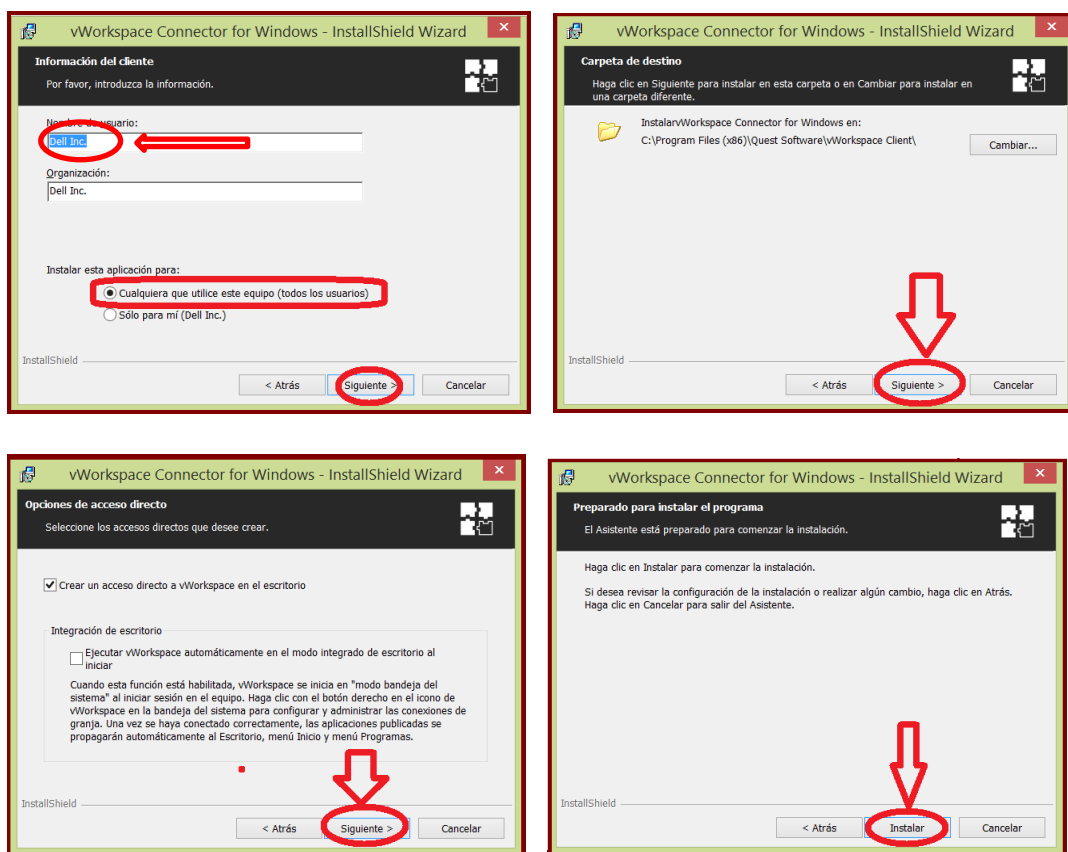 vWorkspace Connector for Windows - InstallShield Wizard
Información del cliente
Por favor, introduzca la información.
Nombre de usuario:
Dell Inc.
Organización:
Dell Inc.
Instalar esta aplicación para:
Cualquiera que utilice este equipo (todos los usuarios)
Sólo para mí (Dell Inc.)
InstallShield
< Atrás
Siguiente >
Cancelar
vWorkspace Connector for Windows - InstallShield Wizard
Carpeta de destino
Haga clic en Siguiente para instalar en esta carpeta o en Cambiar para instalar en
una carpeta diferente.
InstalarvWorkspace Connector for Windows en:
C:\Program Files (x86)\Quest Software\vWorkspace Client\
Cambiar...
InstallShield
< Atrás
Siguiente >
Cancelar
vWorkspace Connector for Windows - InstallShield Wizard
Opciones de acceso directo
Seleccione los accesos directos que desee crear.
Crear un acceso directo a vWorkspace en el escritorio
Integración de escritorio
Ejecutar vWorkspace automáticamente en el modo integrado de escritorio al
iniciar
Cuando esta función está habilitada, vWorkspace se inicia en "modo bandeja del
sistema" al iniciar sesión en el equipo. Haga clic con el botón derecho en el icono de
vWorkspace en la bandeja del sistema para configurar y administrar las conexiones de
granja. Una vez se haya conectado correctamente, las aplicaciones publicadas se
propagarán automáticamente al Escritorio, menú Inicio y menú Programas.
InstallShield
< Atrás
Siguiente >
Cancelar
vWorkspace Connector for Windows - InstallShield Wizard
Preparado para instalar el programa
El Asistente está preparado para comenzar la instalación.
Haga clic en Instalar para comenzar la instalación.
Si desea revisar la configuración de la instalación o realizar algún cambio, haga clic en Atrás.
Haga clic en Cancelar para salir del Asistente.
InstallShield
< Atrás
Instalar
Cancelar